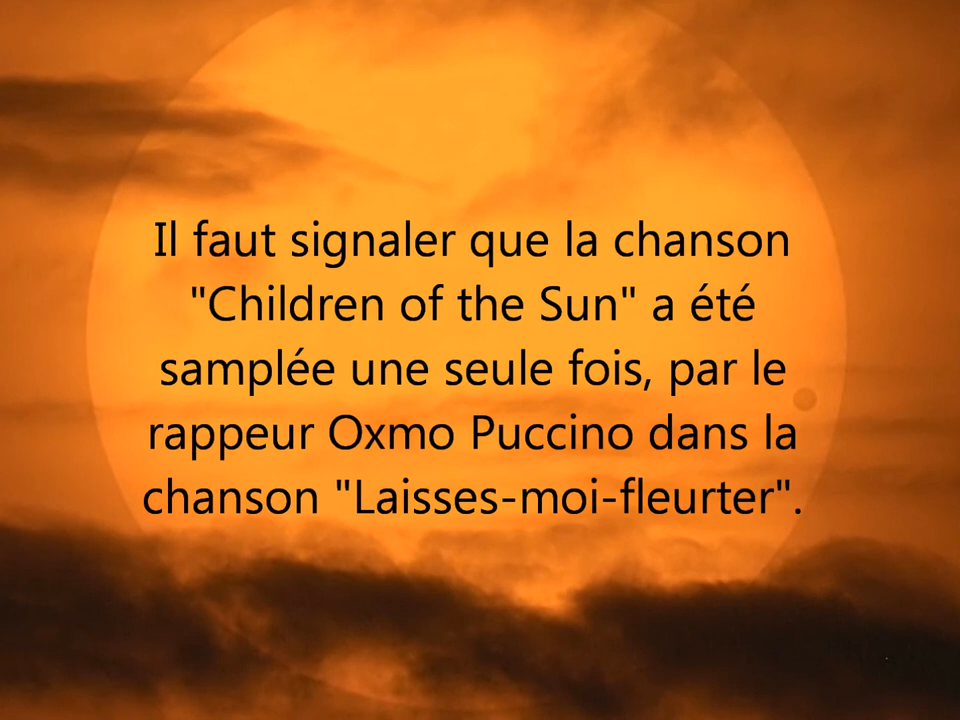 Il faut signaler que la chanson
"Children of the Sun" a été
samplée une seule fois, par le
rappeur Oxmo Puccino dans la
chanson "Laisses-moi-fleurter".